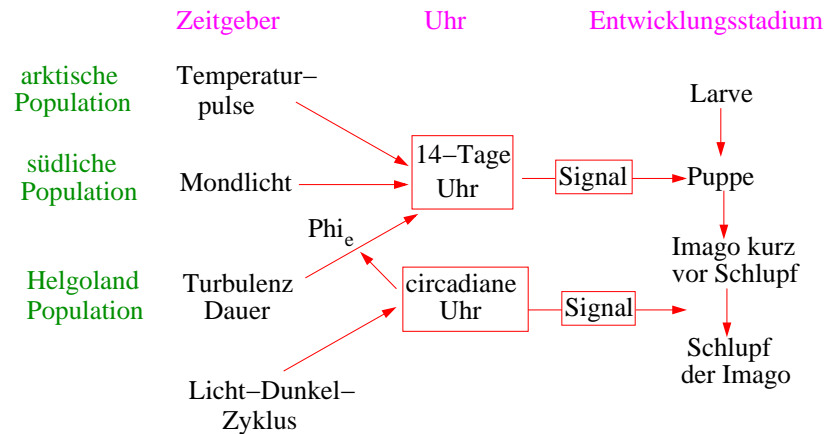 Zeitgeber Uhr Entwicklungsstadium
arktische
Population
Temperatur–
pulse
Larve
südliche
Population
Mondlicht
14–Tage
Uhr
Signal
Puppe
Phi_e
Imago kurz
vor Schlupf
Helgoland
Population
Turbulenz
Dauer
circadiane
Uhr
Signal
Schlupf
der Imago
Licht–Dunkel–
Zyklus